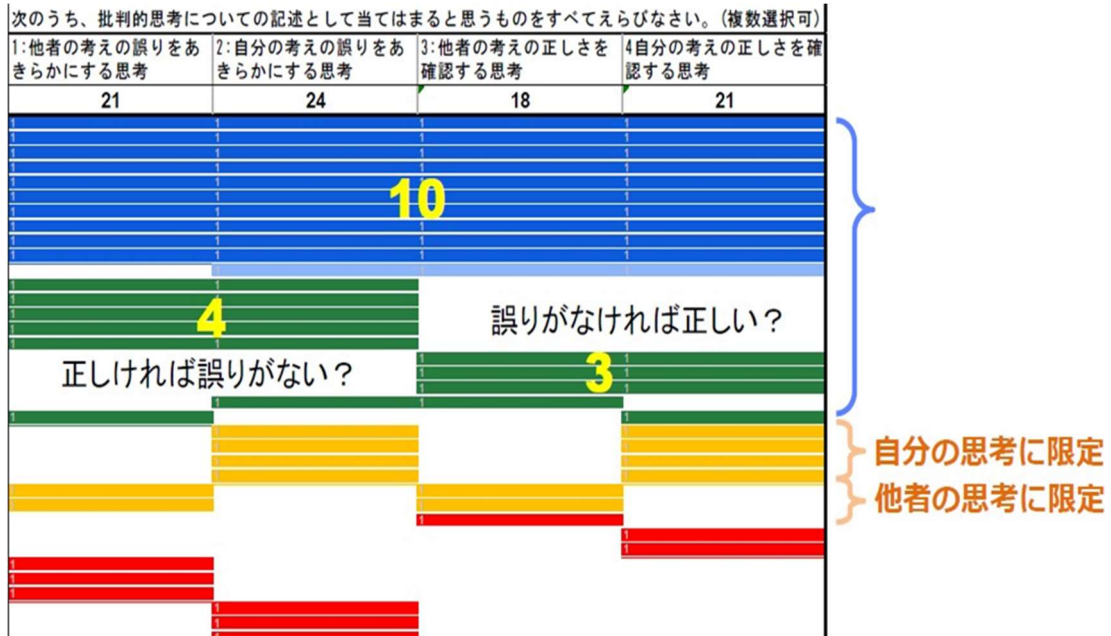 次のうち、批判的思考についての記述として当てはまると思うものをすべてえらびなさい。(複数選択可)
1:他者の考えの誤りをあ
きらかにする思考
2:自分の考えの誤りをあ
きらかにする思考
3:他者の考えの正しさを
確認する思考
4自分の考えの正しさを確
認する思考
21 24 18 21
10
4
誤りがなければ正しい？
正しければ誤りがない？
3
自分の思考に限定
他者の思考に限定